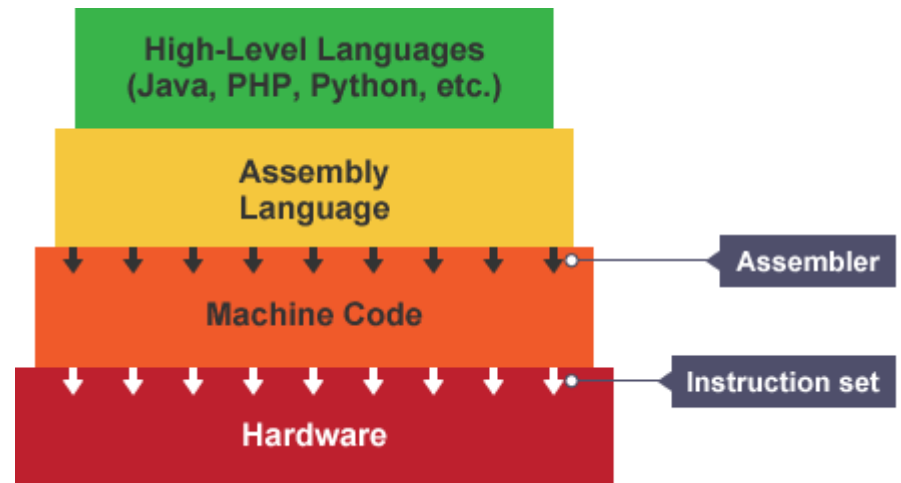 High-Level Languages
(Java, PHP, Python, etc.)
Assembly
Language
Assembler
Machine Code
Instruction set
Hardware